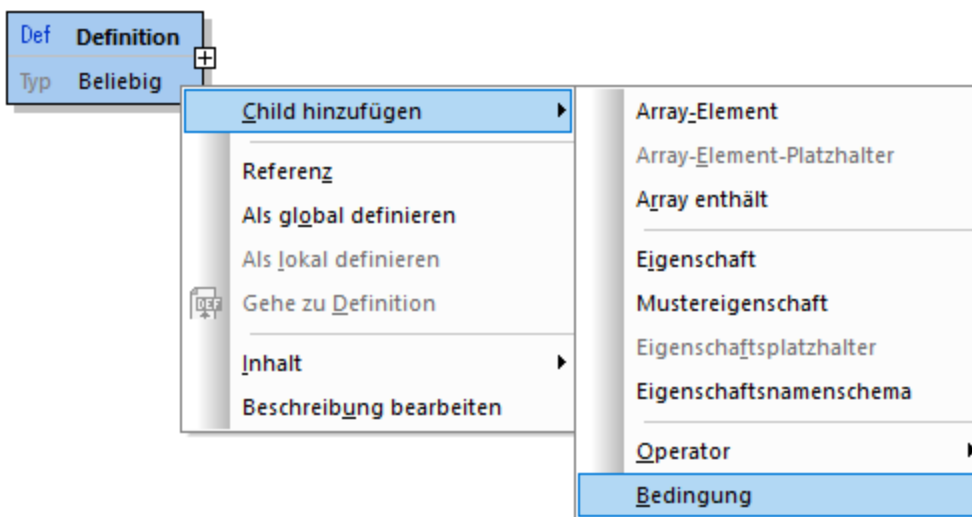 Def Definition
Typ Beliebig
Child hinzufügen
Referenz
Als global definieren
Als lokal definieren
DEF
Gehe zu Definition
Inhalt
Beschreibung bearbeiten
Array-Element
Array-Element-Platzhalter
Array enthält
Eigenschaft
Mustereigenschaft
Eigenschaftsplatzhalter
Eigenschaftsnamenschema
Operator
Bedingung